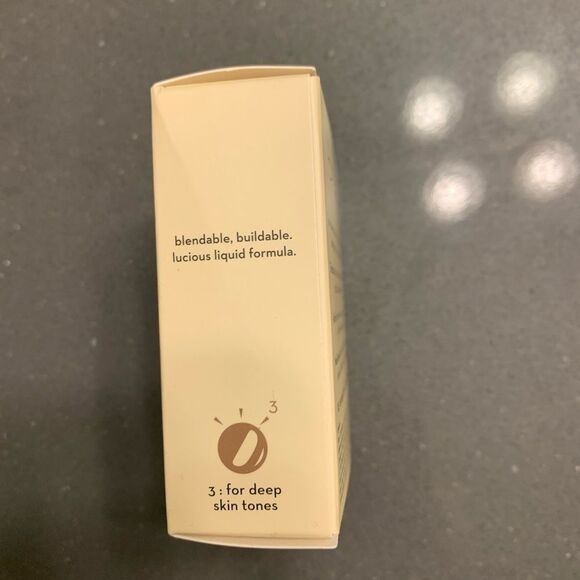 blendable, buildable.
lucious liquid formula.
3
3 : for deep
skin tones